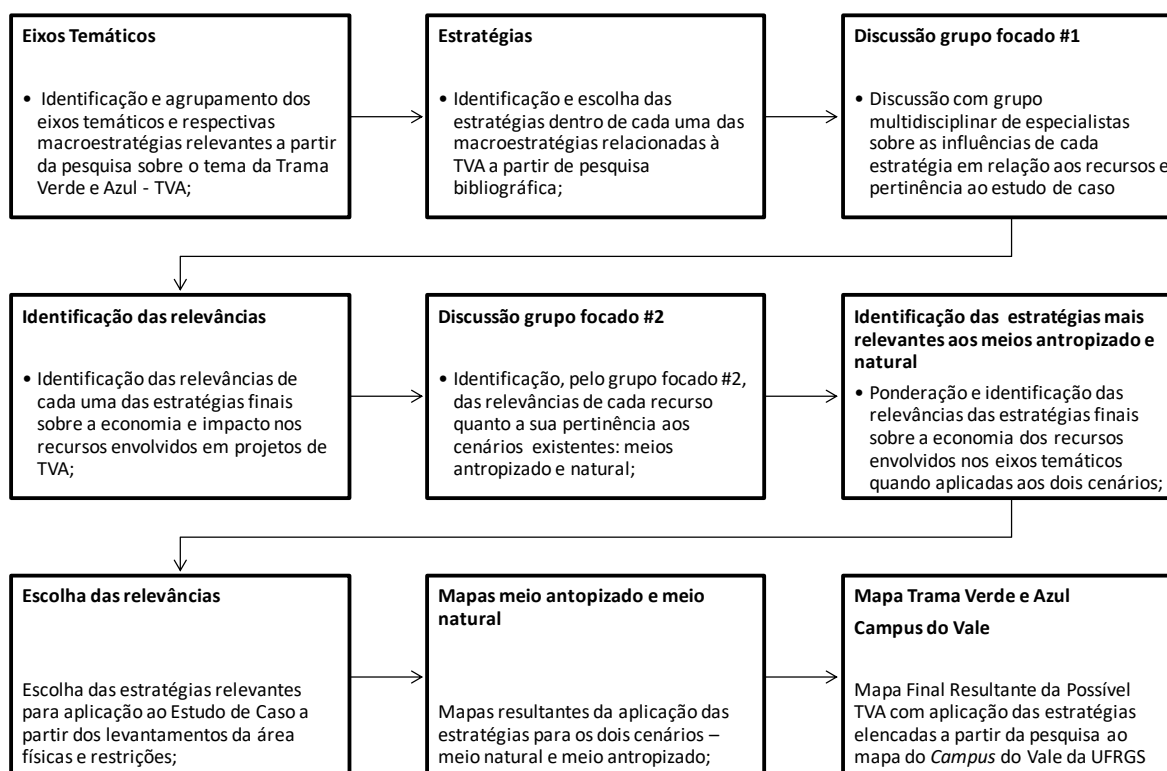 Eixos Temáticos
• Identificação e agrupamento dos
eixos temáticos e respectivas
macroestratégias relevantes a partir
da pesquisa sobre o tema da Trama
Verde e Azul - TVA;
Estratégias
• Identificação e escolha das
estratégias dentro de cada uma das
macroestratégias relacionadas à
TVA a partir de pesquisa
bibliográfica;
Discussão grupo focado #1
• Discussão com grupo
multidisciplinar de especialistas
sobre as influências de cada
estratégia em relação aos recursos e
pertinência ao estudo de caso
Identificação das relevâncias
• Identificação das relevâncias de
cada uma das estratégias finais
sobre a economia e impacto nos
recursos envolvidos em projetos de
TVA;
Discussão grupo focado #2
• Identificação, pelo grupo focado #2,
das relevâncias de cada recurso
quanto a sua pertinência aos
cenários existentes: meios
antropizado e natural;
Identificação das estratégias mais
relevantes aos meios antropizado e
natural
• Ponderação e identificação das
relevâncias das estratégias finais
sobre a economia dos recursos
envolvidos nos eixos temáticos
quando aplicadas aos dois cenários;
Escolha das relevâncias
Escolha das estratégias relevantes
para aplicação ao Estudo de Caso a
partir dos levantamentos da área
físicas e restrições;
Mapas meio antopizado e meio
natural
Mapas resultantes da aplicação das
estratégias para os dois cenários –
meio natural e meio antropizado;
Mapa Trama Verde e Azul
Campus do Vale
Mapa Final Resultante da Possível
TVA com aplicação das estratégias
elencadas a partir da pesquisa ao
mapa do Campus do Vale da UFRGS